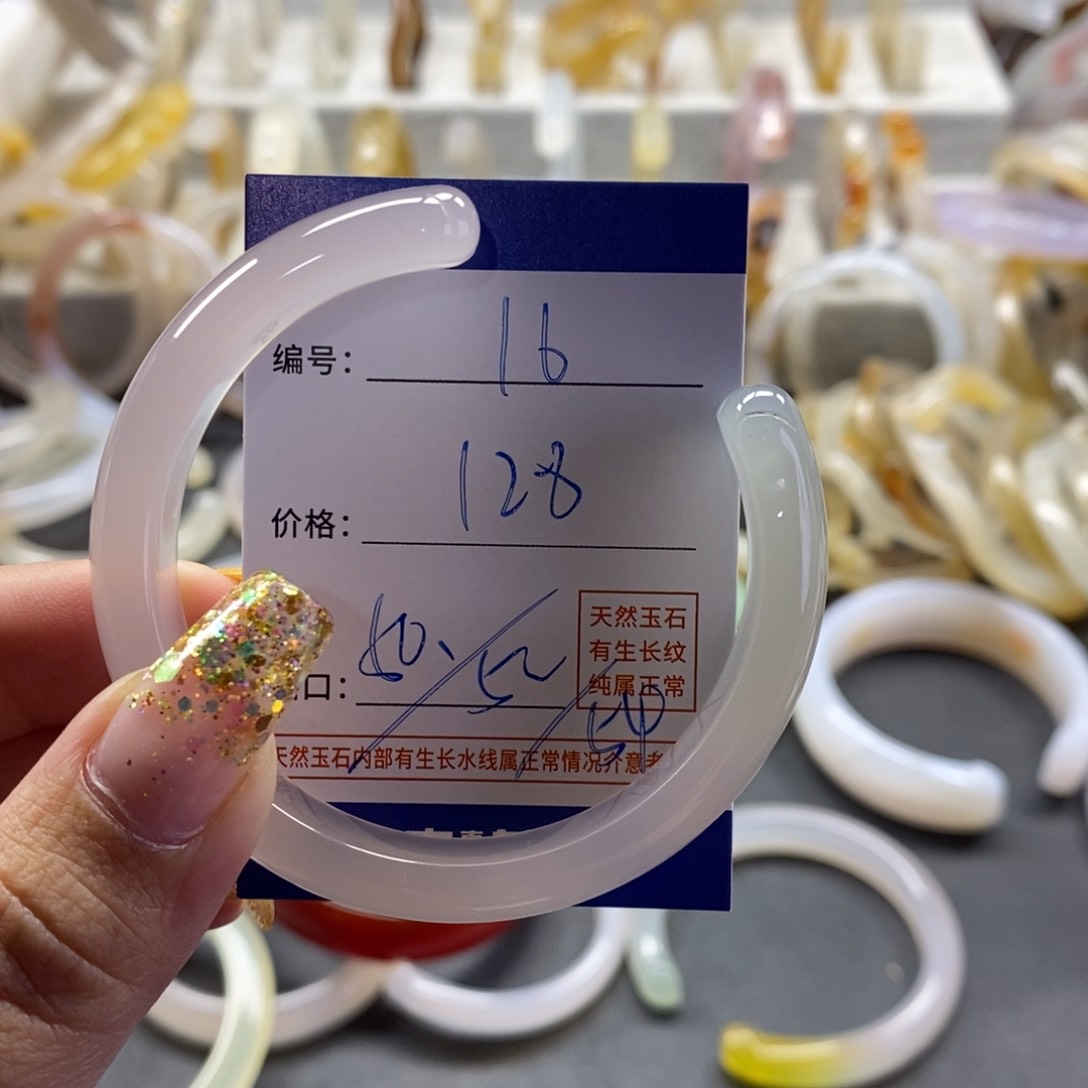 编号： 16
价格： 128
口： 50、/52/54
天然玉石
有生长纹
纯属正常
天然玉石内部有生长水线属正常情况介意者